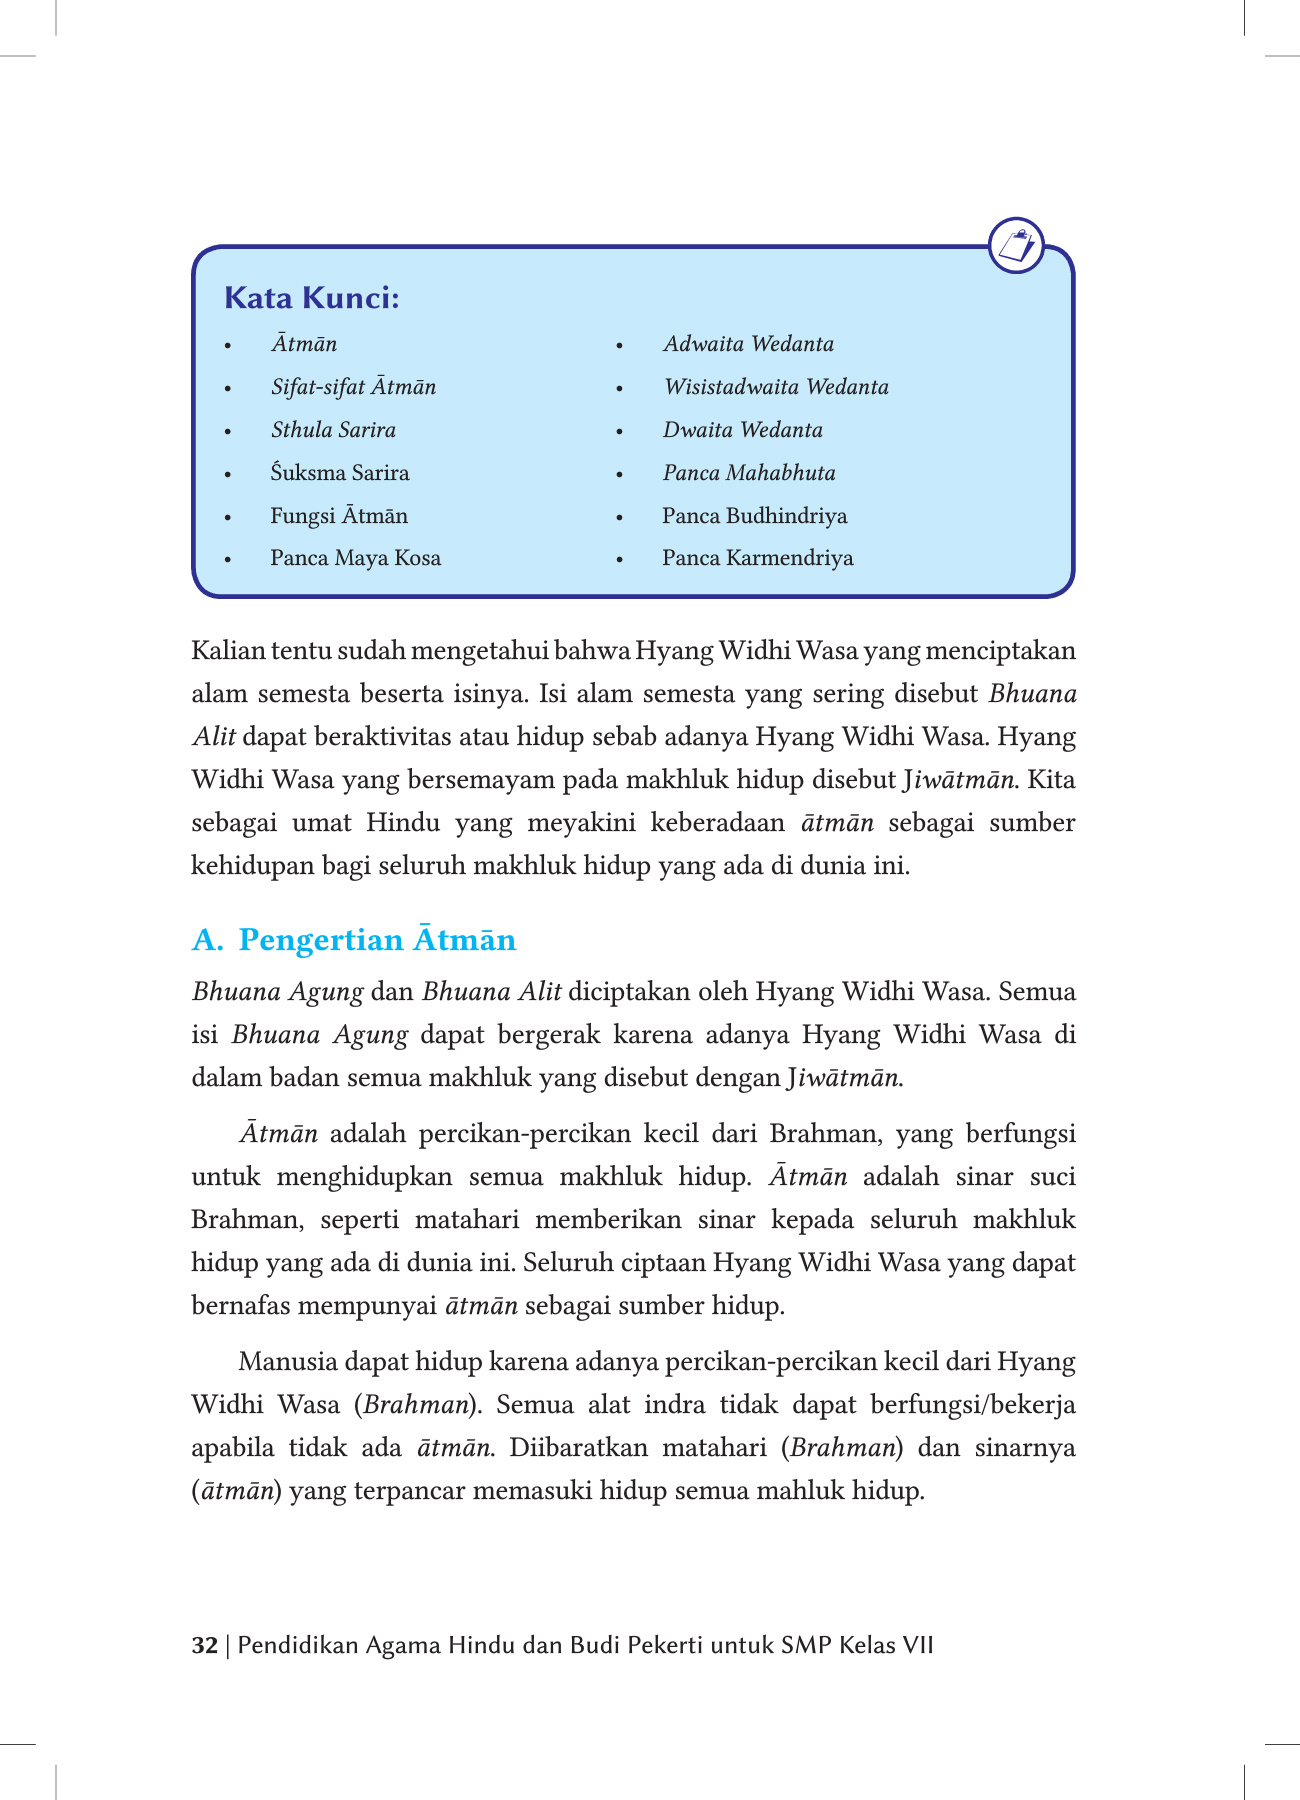 Kata Kunci:
• Ātmān
• Sifat-sifat Ātmān
• Sthula Sarira
• Śuksma Sarira
• Fungsi Ātmān
• Panca Maya Kosa
• Adwaita Wedanta
• Wisistadwaita Wedanta
• Dwaita Wedanta
• Panca Mahabhuta
• Panca Budhindriya
• Panca Karmendriya
Kalian tentu sudah mengetahui bahwa Hyang Widhi Wasa yang menciptakan
alam semesta beserta isinya. Isi alam semesta yang sering disebut Bhuana
Alit dapat beraktivitas atau hidup sebab adanya Hyang Widhi Wasa. Hyang
Widhi Wasa yang bersemayam pada makhluk hidup disebut Jiwātmān. Kita
sebagai umat Hindu yang meyakini keberadaan ātmān sebagai sumber
kehidupan bagi seluruh makhluk hidup yang ada di dunia ini.
A. Pengertian Ātmān
Bhuana Agung dan Bhuana Alit diciptakan oleh Hyang Widhi Wasa. Semua
isi Bhuana Agung dapat bergerak karena adanya Hyang Widhi Wasa di
dalam badan semua makhluk yang disebut dengan Jiwātmān.
Ātmān adalah percikan-percikan kecil dari Brahman, yang berfungsi
untuk menghidupkan semua makhluk hidup. Ātmān adalah sinar suci
Brahman, seperti matahari memberikan sinar kepada seluruh makhluk
hidup yang ada di dunia ini. Seluruh ciptaan Hyang Widhi Wasa yang dapat
bernafas mempunyai ātmān sebagai sumber hidup.
Manusia dapat hidup karena adanya percikan-percikan kecil dari Hyang
Widhi Wasa (Brahman). Semua alat indra tidak dapat berfungsi/bekerja
apabila tidak ada ātmān. Diibaratkan matahari (Brahman) dan sinarnya
(ātmān) yang terpancar memasuki hidup semua mahluk hidup.
32 | Pendidikan Agama Hindu dan Budi Pekerti untuk SMP Kelas VII